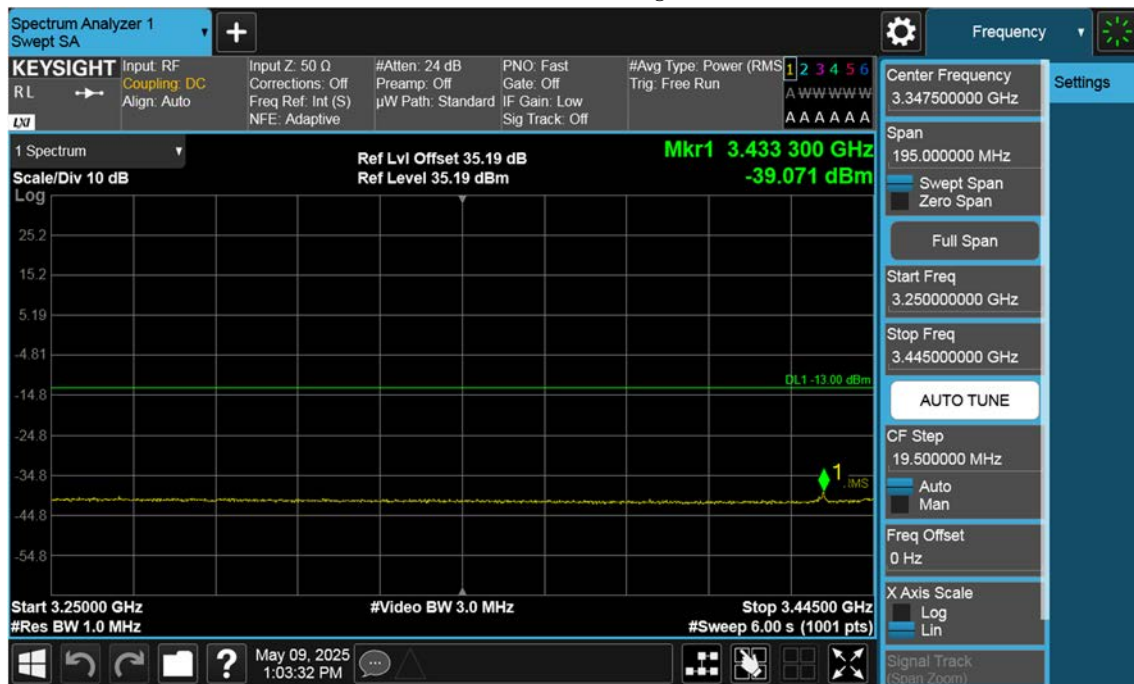 Spectrum Analyzer 1
Swept SA
Frequency
KEYSIGHT
RL
LXI
Input: RF
Coupling: DC
Align: Auto
Input Z: 50 Ω
Corrections: Off
Freq Ref: Int (S)
NFE: Adaptive
#Atten: 24 dB
Preamp: Off
µW Path: Standard
PNO: Fast
Gate: Off
IF Gain: Low
Sig Track: Off
#Avg Type: Power (RMS
Trig: Free Run
1 2 3 4 5 6
A W W W W W
A A A A A A
1 Spectrum
Scale/Div 10 dB
Ref Lvl Offset 35.19 dB
Ref Level 35.19 dBm
Mkr1 3.433 300 GHz
-39.071 dBm
Log
25.2
15.2
5.19
-4.81
DL1 -13.00 dBm
-14.8
-24.8
-34.8
1
-44.8
-54.8
Start 3.25000 GHz
#Res BW 1.0 MHz
#Video BW 3.0 MHz
Stop 3.44500 GHz
#Sweep 6.00 s (1001 pts)
?
May 09, 2025
1:03:32 PM
Center Frequency
3.347500000 GHz
Span
195.000000 MHz
Swept Span
Zero Span
Full Span
Start Freq
3.250000000 GHz
Stop Freq
3.445000000 GHz
AUTO TUNE
CF Step
19.500000 MHz
Auto
Man
Freq Offset
0 Hz
X Axis Scale
Log
Lin
Signal Track
(Span Zoom)
Settings